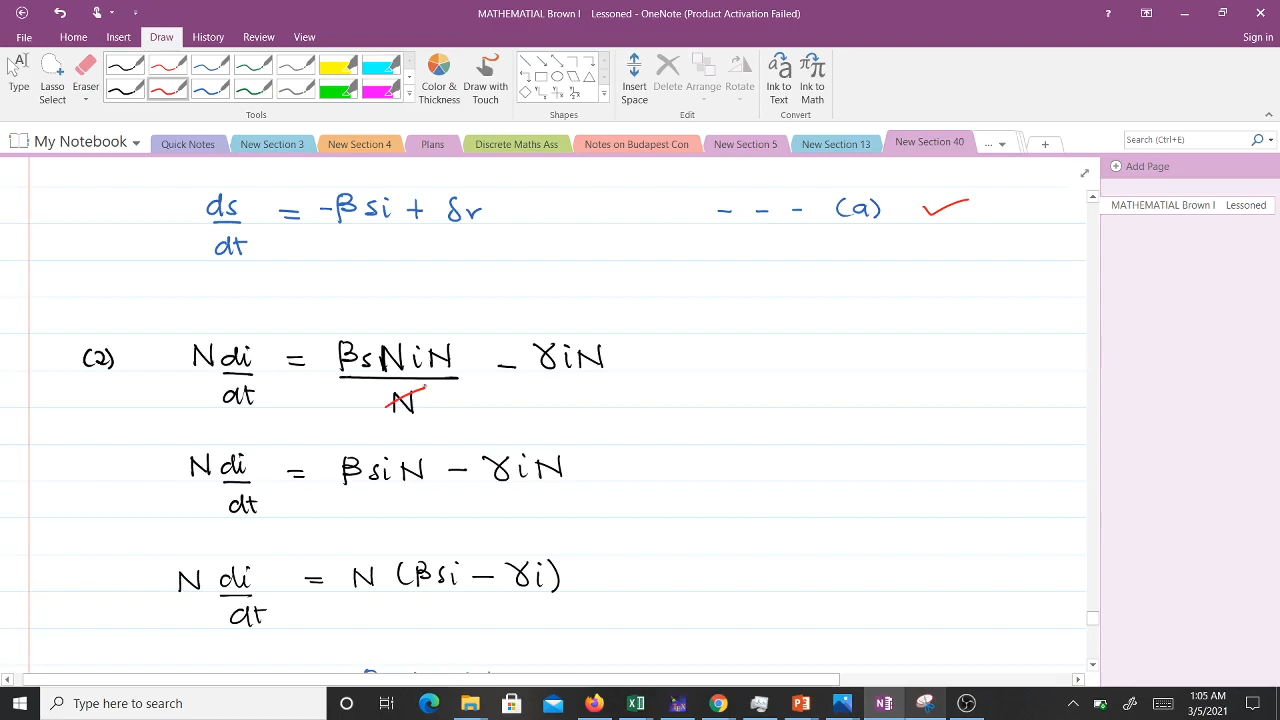 MATHEMATIAL Brown I Lessoned - OneNote (Product Activation Failed)
File Home Insert Draw History Review View Sign in
Type Lasso Select Eraser Color & Thickness Draw with Touch Insert Space Delete Arrange Rotate Ink to Text Ink to Math
Tools Shapes Edit Convert
My Notebook Quick Notes New Section 3 New Section 4 Plans Discrete Maths Ass Notes on Budapest Con New Section 5 New Section 13 New Section 40 ... Search (Ctrl+E)
Add Page
MATHEMATIAL Brown I Lessoned
ds/dt = -βsi + δr - - - (a) ✓
(2) N di/dt = βsNiN/N - γiN
N di/dt = βsiN - γiN
N di/dt = N (βsi - γi)
Type here to search
1:05 AM
3/5/2021